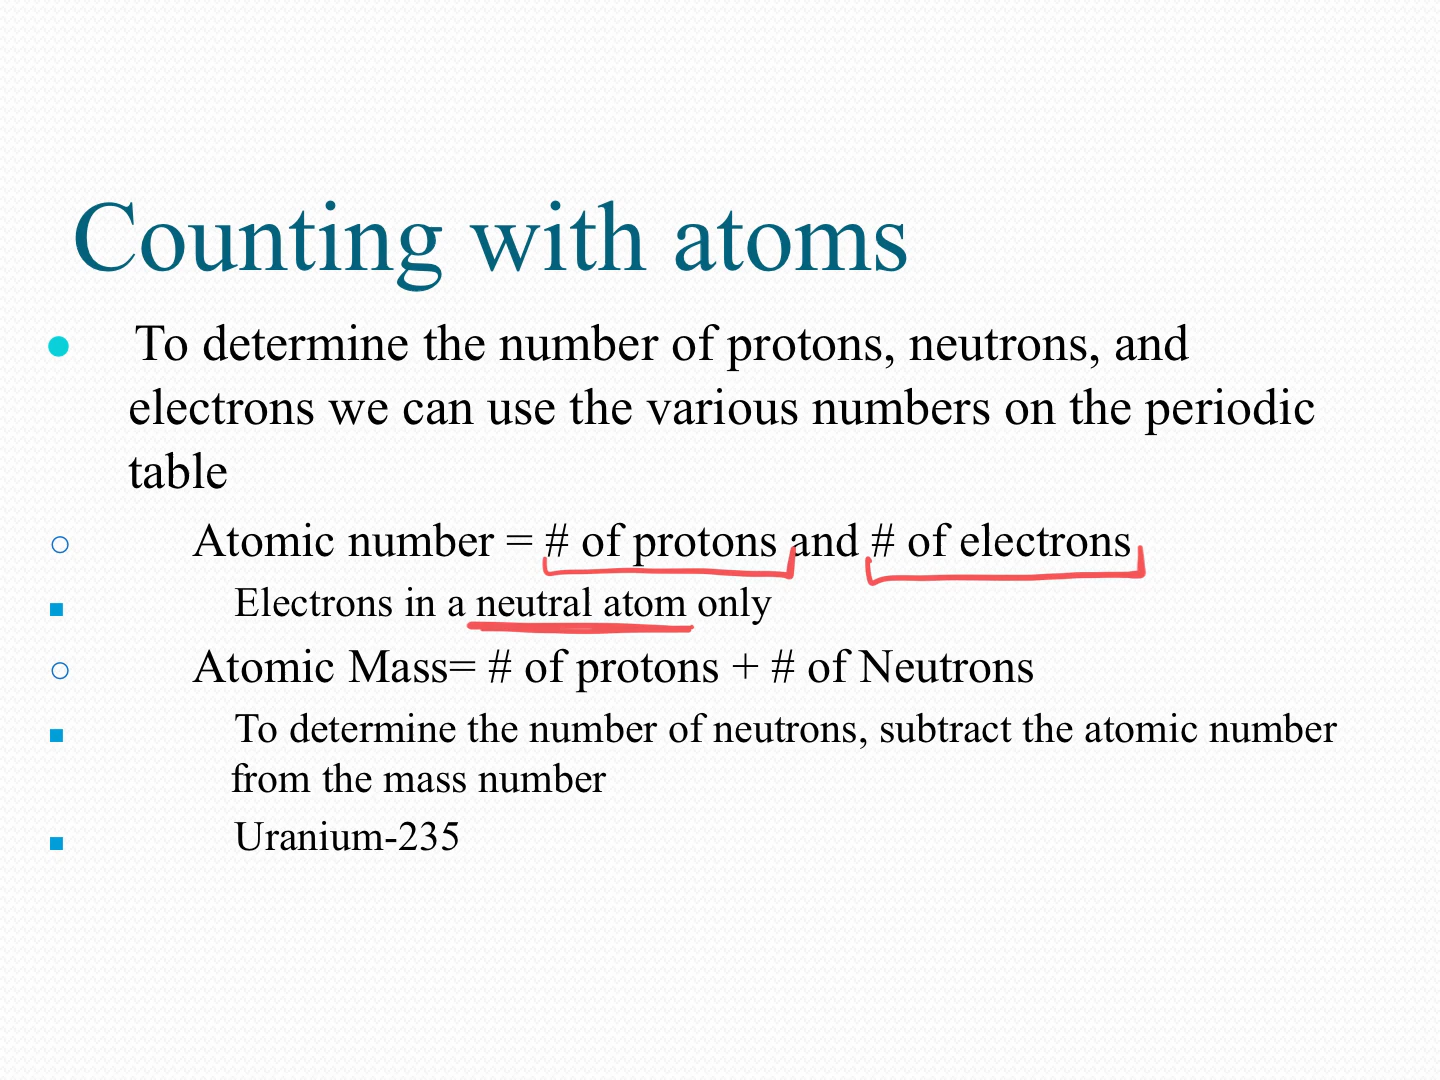 Counting with atoms
To determine the number of protons, neutrons, and
electrons we can use the various numbers on the periodic
table
Atomic number = # of protons and # of electrons
Electrons in a neutral atom only
Atomic Mass= # of protons + # of Neutrons
To determine the number of neutrons, subtract the atomic number
from the mass number
Uranium-235